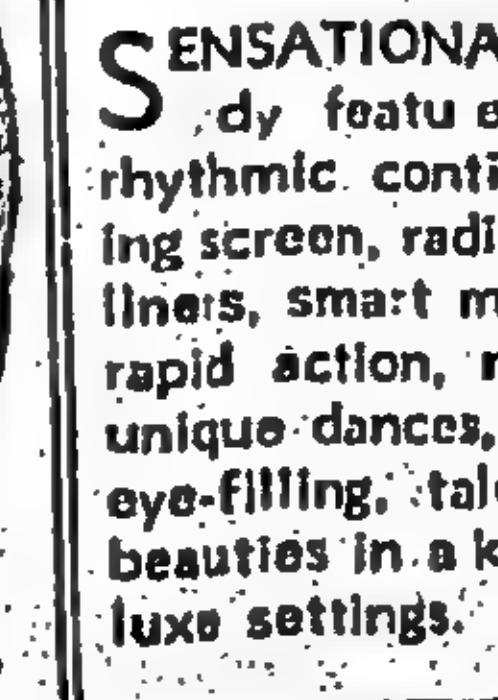 SENSATIONA
dy featu e
rhythmic conti
ing screen, radi
liners, smart m
rapid action, r
unique dances,
eye-filling, tale
beauties in a k
luxe settings.